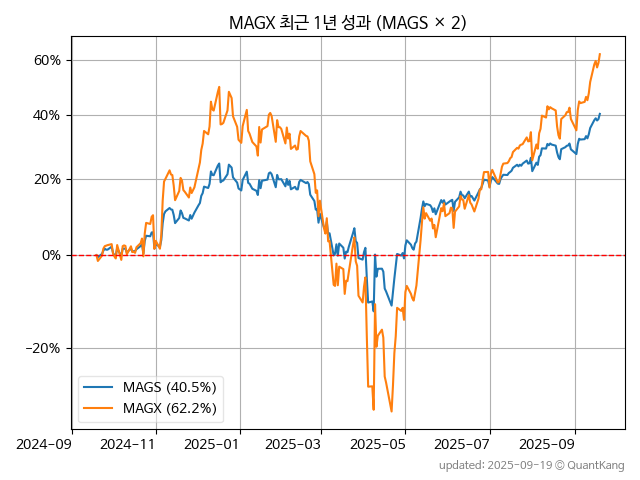 MAGX 최근 1년 성과 (MAGS × 2)
60%
40%
20%
0%
−20%
MAGS (40.5%)
MAGX (62.2%)
2024-09 2024-11 2025-01 2025-03 2025-05 2025-07 2025-09
updated: 2025-09-19 © QuantKang